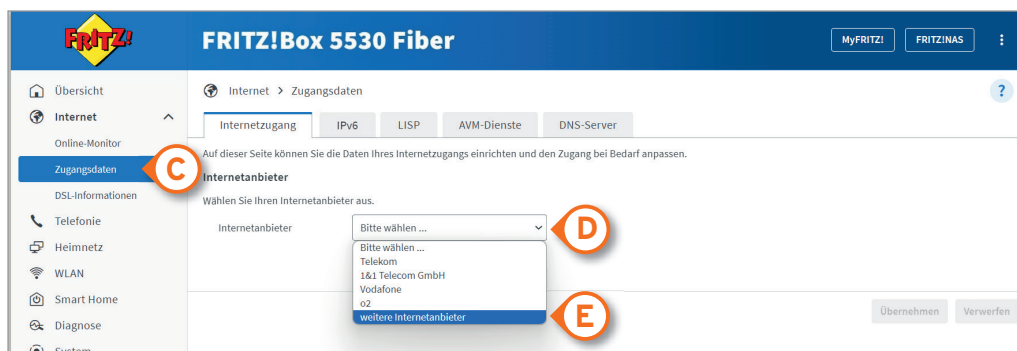 FRITZ!
FRITZ!Box 5530 Fiber
MyFRITZ!
FRITZ!NAS
Übersicht
Internet
Online-Monitor
Zugangsdaten
DSL-Informationen
Telefonie
Heimnetz
WLAN
Smart Home
Diagnose
System
C
Internet > Zugangsdaten
?
Internetzugang
IPv6
LISP
AVM-Dienste
DNS-Server
Auf dieser Seite können Sie die Daten Ihres Internetzugangs einrichten und den Zugang bei Bedarf anpassen.
Internetanbieter
Wählen Sie Ihren Internetanbieter aus.
Internetanbieter
Bitte wählen ...
D
Bitte wählen ...
Telekom
1&1 Telecom GmbH
Vodafone
o2
weitere Internetanbieter
E
Übernehmen
Verwerfen